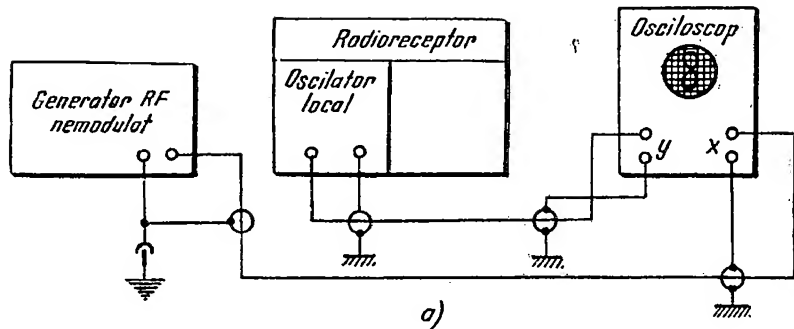 Generator RF
nemodulat
Radioreceptor
Oscilator
local
Osciloscop
y
x
a)